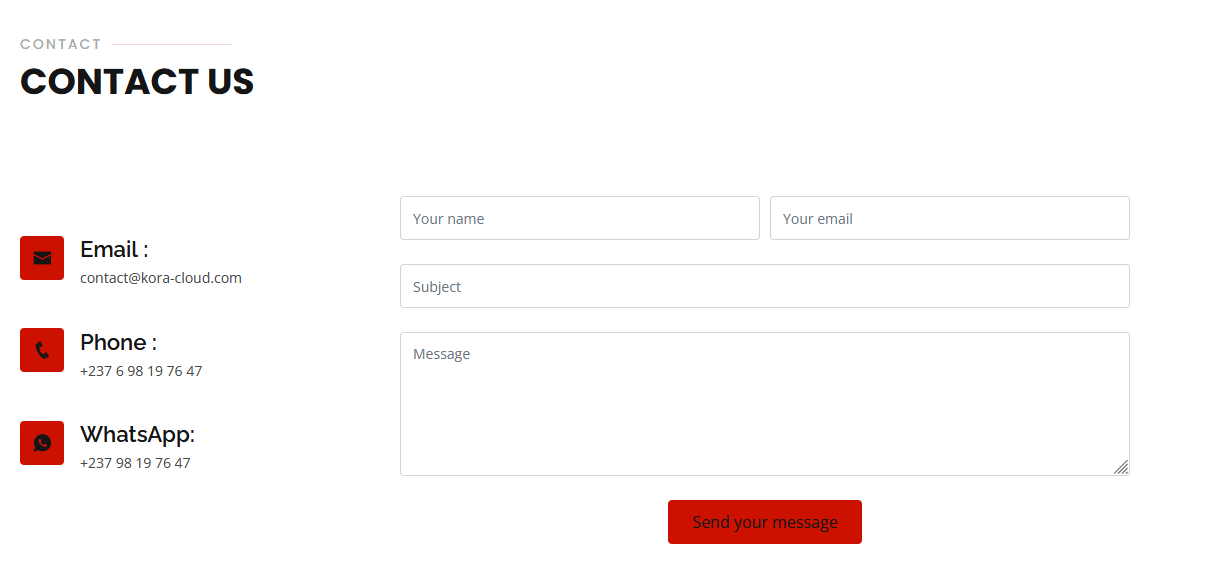 CONTACT
CONTACT US
Email :
contact@kora-cloud.com
Phone :
+237 6 98 19 76 47
WhatsApp:
+237 98 19 76 47
Your name
Your email
Subject
Message
Send your message